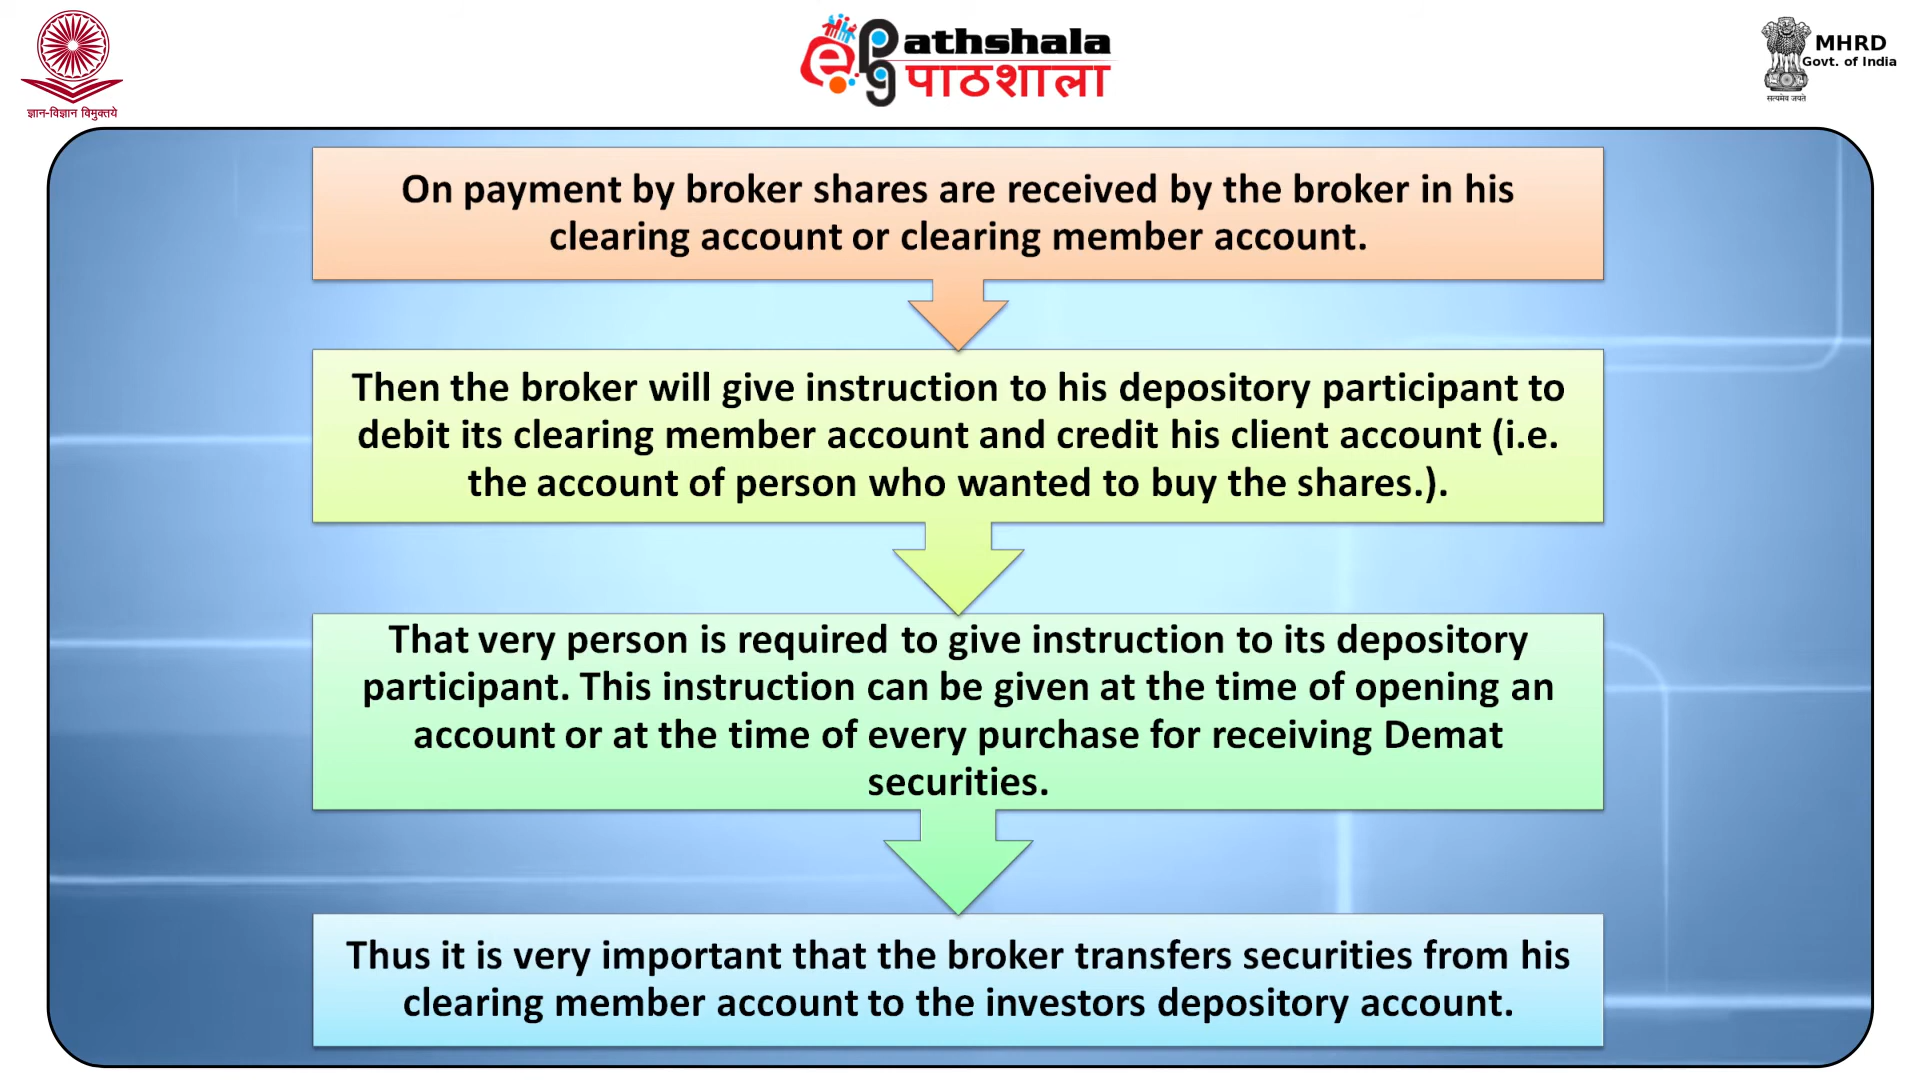 ज्ञान-विज्ञान विमुक्तये
ePG athshala
पाठशाला
MHRD
Govt. of India
सत्यमेव जयते
On payment by broker shares are received by the broker in his
clearing account or clearing member account.
Then the broker will give instruction to his depository participant to
debit its clearing member account and credit his client account (i.e.
the account of person who wanted to buy the shares.).
That very person is required to give instruction to its depository
participant. This instruction can be given at the time of opening an
account or at the time of every purchase for receiving Demat
securities.
Thus it is very important that the broker transfers securities from his
clearing member account to the investors depository account.